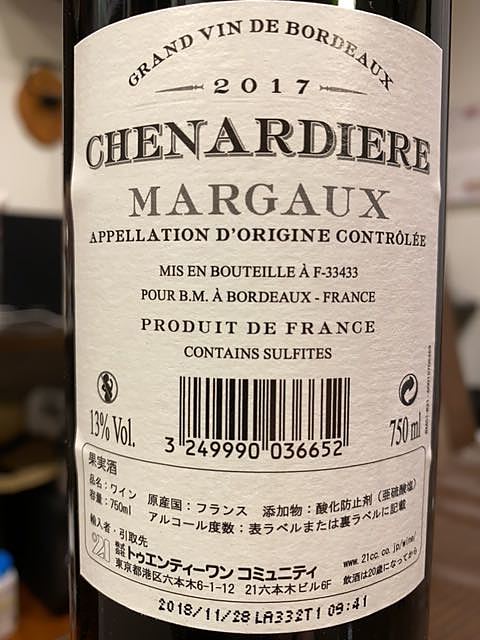 GRAND VIN DE BORDEAUX
2017
CHENARDIERE
MARGAUX
APPELLATION D'ORIGINE CONTRÔLÉE
MIS EN BOUTEILLE À F-33433
POUR B.M. À BORDEAUX - FRANCE
PRODUIT DE FRANCE
CONTAINS SULFITES
13% Vol.
3 249990 036652
750 ml
果実酒
品名：ワイン 原産国：フランス 添加物：酸化防止剤（亜硫酸塩）
容量：750ml アルコール度数：表ラベルまたは裏ラベルに記載
輸入者・引取先
21 株式会社 トゥエンティーワン コミュニティ www.21cc.co.jp/wine/
東京都港区六本木6-1-12 21六本木ビル6F 飲酒は20歳になってから
2018/11/28 LA332T1 09:41